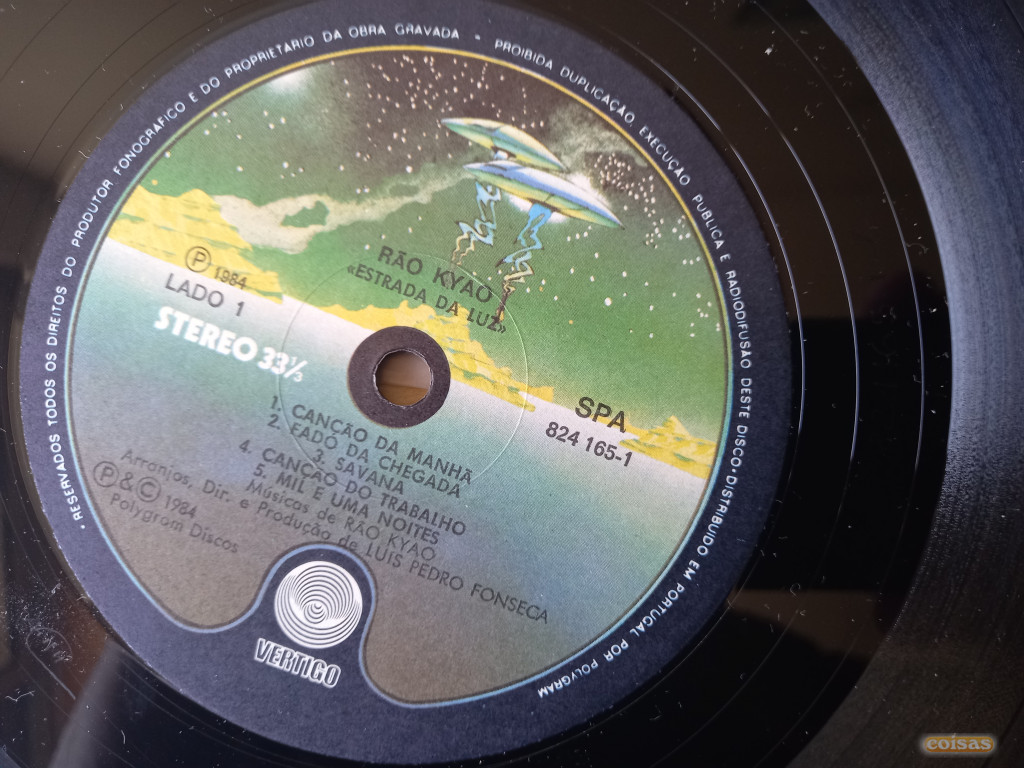 • RESERVADOS TODOS OS DIREITOS DO PRODUTOR FONOGRÁFICO E DO PROPRIETÁRIO DA OBRA GRAVADA - PROIBIDA DUPLICAÇÃO, EXECUÇÃO PUBLICA E RADIODIFUSÃO DESTE DISCO • DISTRIBUIDO EM PORTUGAL POR POLYGRAM
RÃO KYAO
«ESTRADA DA LUZ»
℗ 1984
LADO 1
STEREO 33⅓
SPA
824 165-1
1. CANÇÃO DA MANHÃ
2. FADO DA CHEGADA
3. SAVANA
4. CANÇÃO DO TRABALHO
5. MIL E UMA NOITES
Músicas de RÃO KYAO
Arranjos, Dir. e Produção de LUIS PEDRO FONSECA
℗ & © 1984
Polygram Discos
VERTIGO
coisas